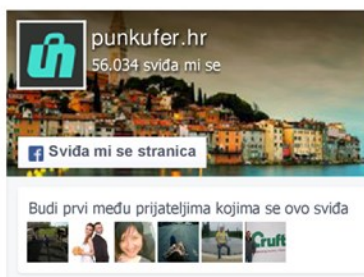 punkufer.hr
56.034 sviđa mi se
Sviđa mi se stranica
Budi prvi među prijateljima kojima se ovo sviđa
Cruft